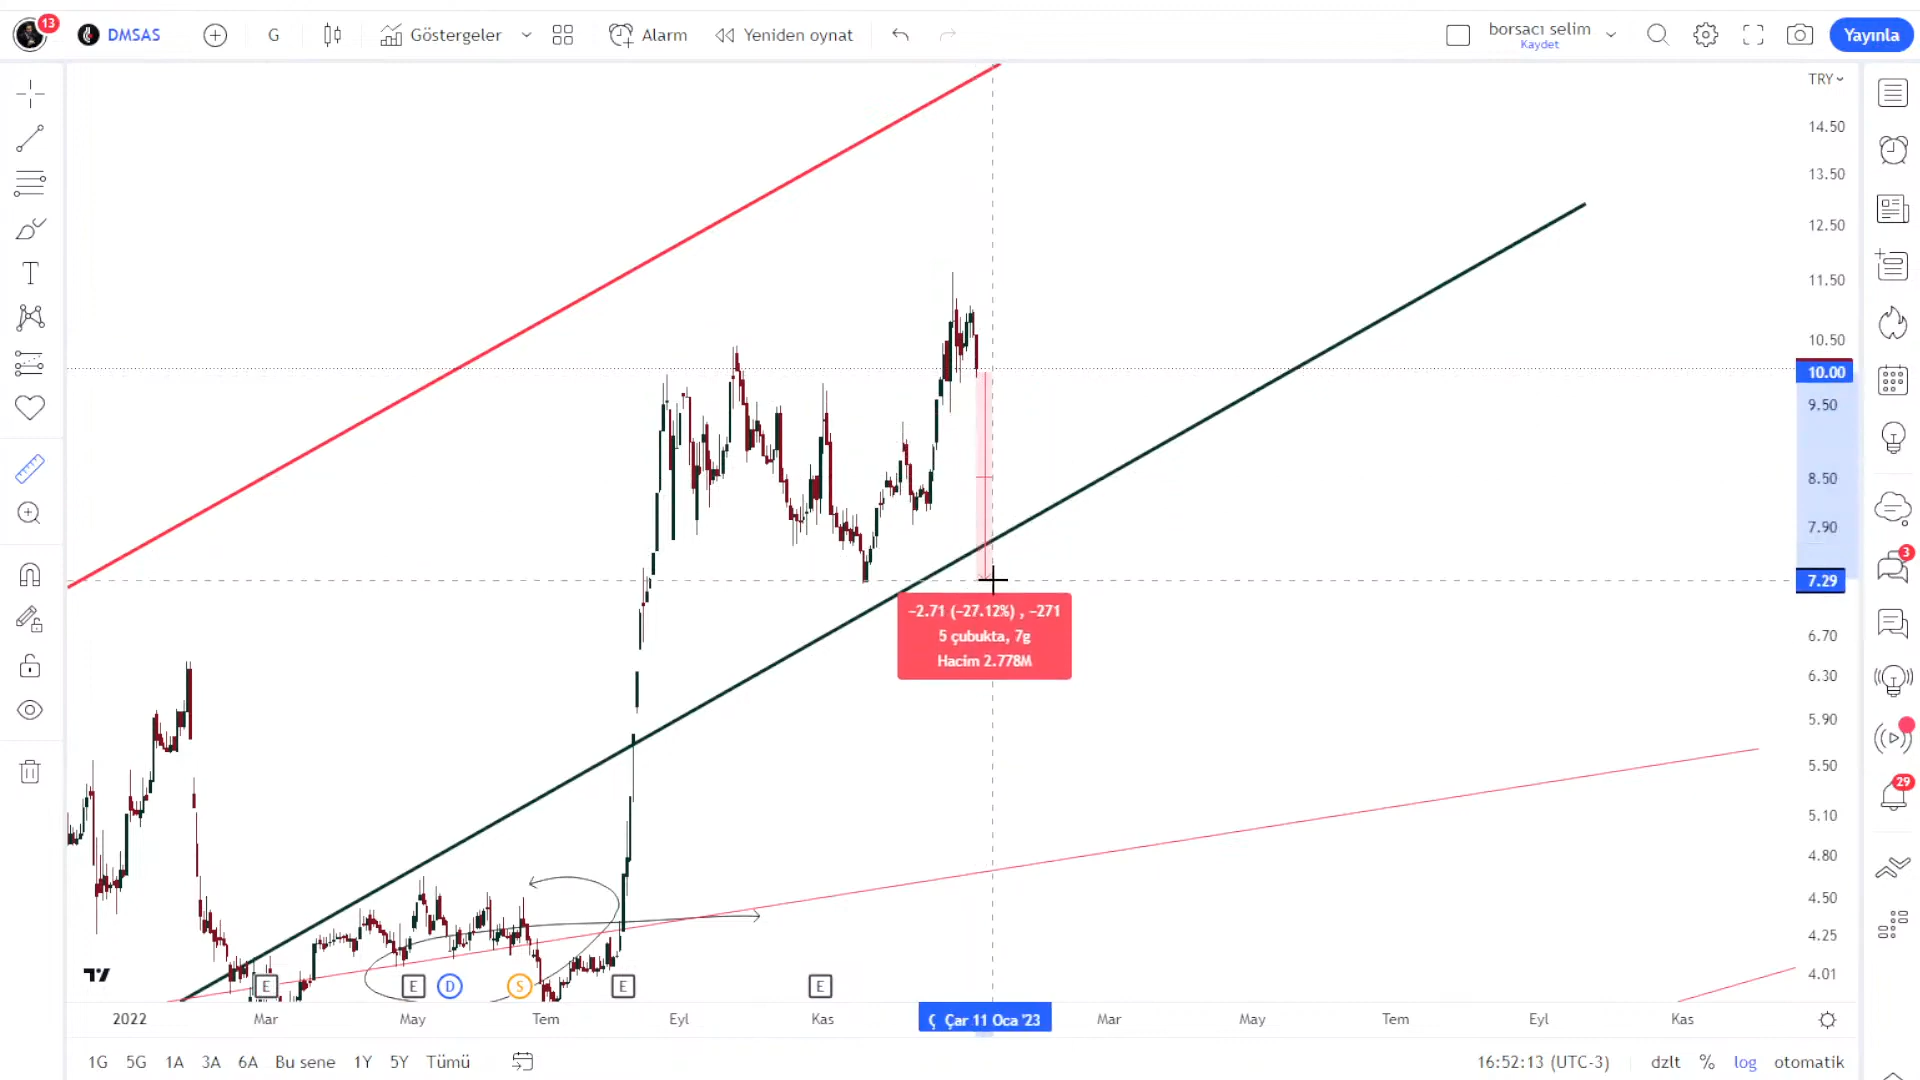 13
DMSAS
G
Göstergeler
Alarm
Yeniden oynat
borsacı selim
Kaydet
Yayınla
TRY
14.50
13.50
12.50
11.50
10.50
10.00
9.50
8.50
7.90
7.29
6.70
6.30
5.90
5.50
5.10
4.80
4.50
4.25
4.01
3
29
−2.71 (−27.12%) , −271
5 çubukta, 7g
Hacim 2.778M
E
E
D
S
E
E
2022
Mar
May
Tem
Eyl
Kas
Çar 11 Oca '23
Mar
May
Tem
Eyl
Kas
1G
5G
1A
3A
6A
Bu sene
1Y
5Y
Tümü
16:52:13 (UTC-3)
dzlt
%
log
otomatik